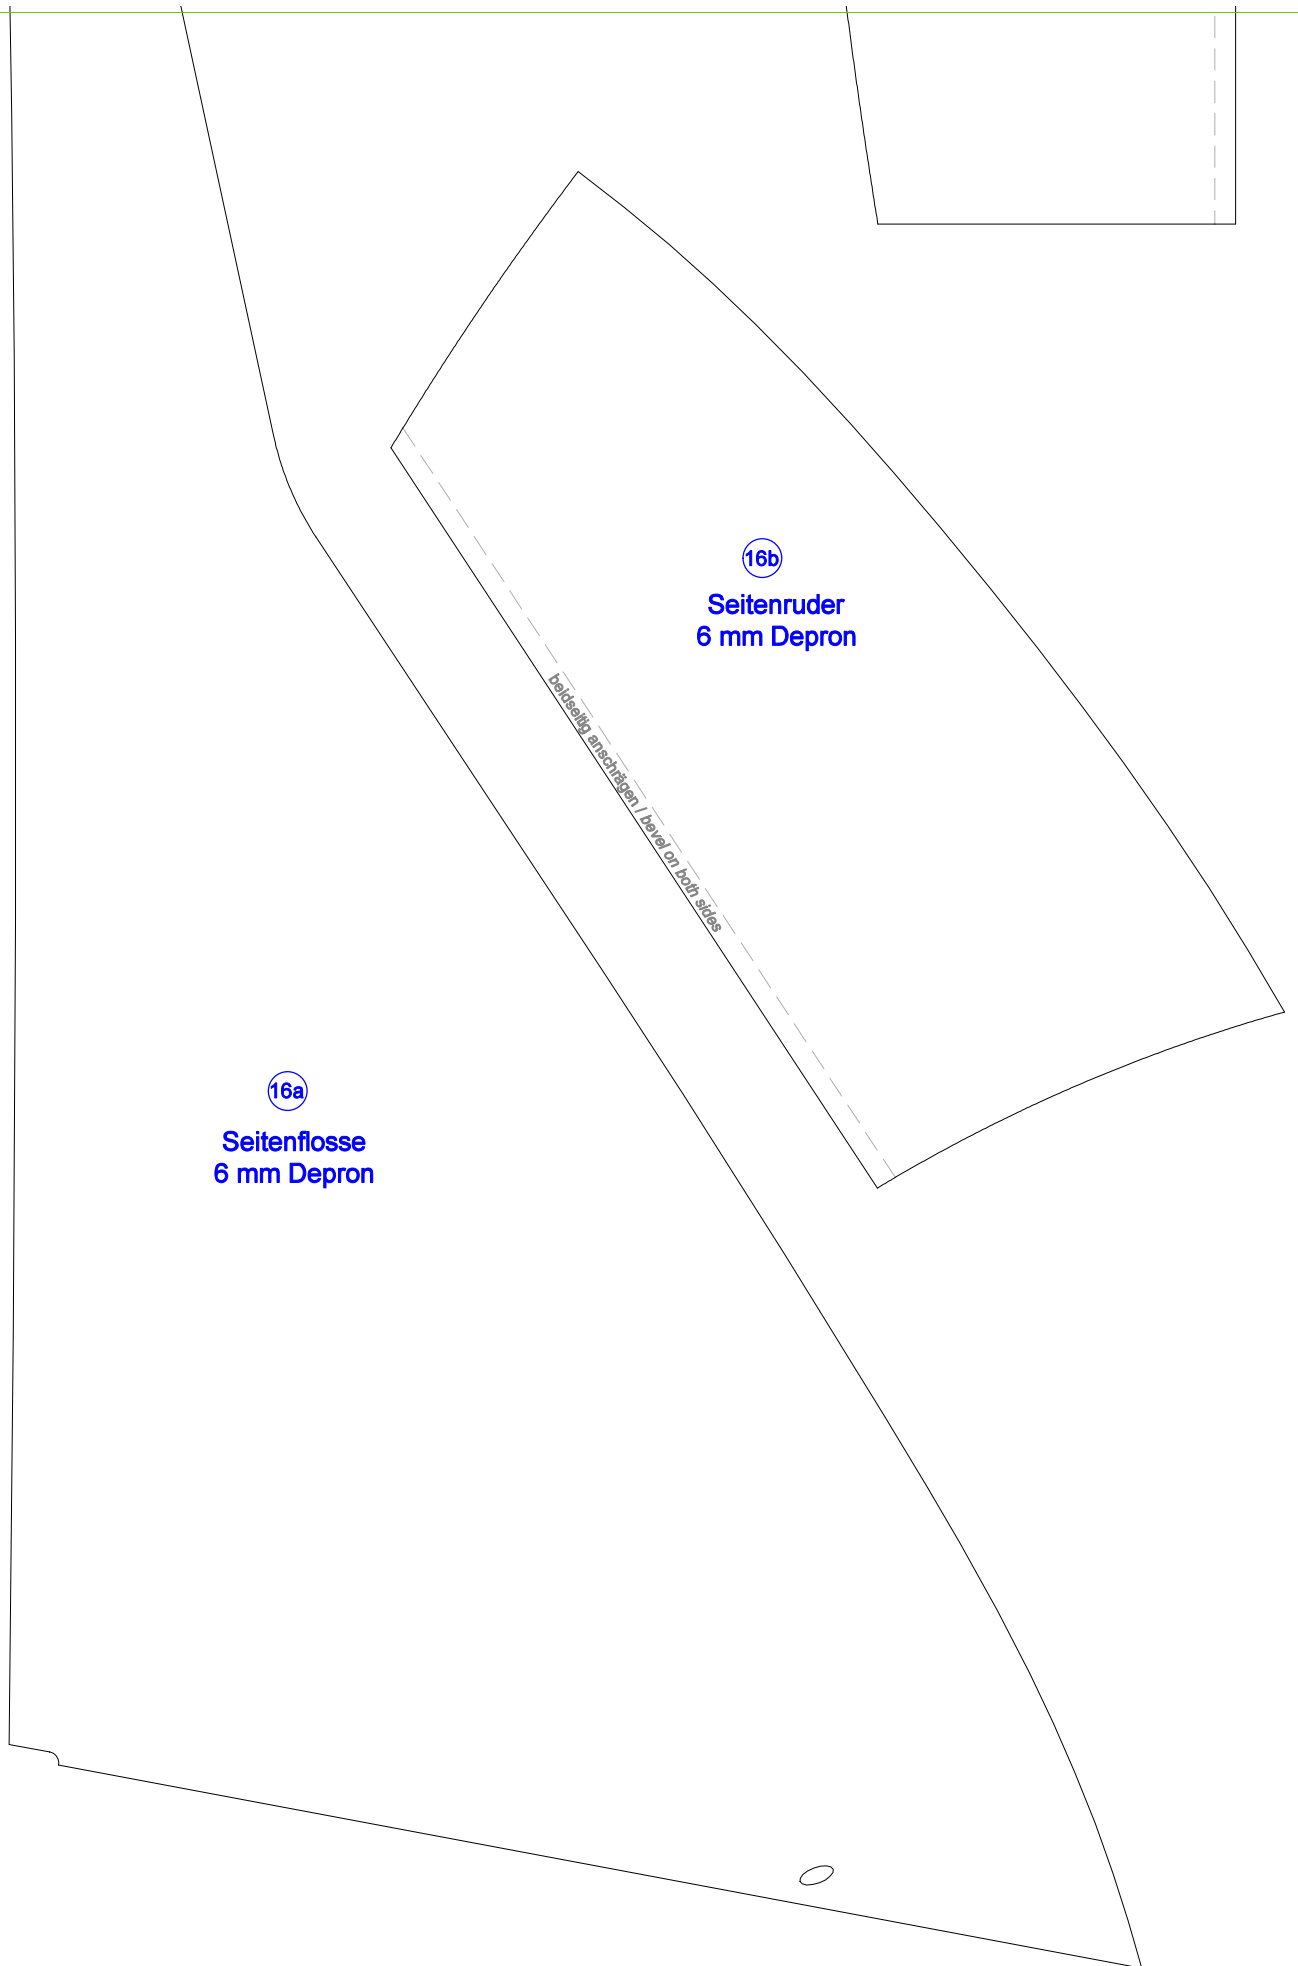 16b
Seitenruder
6 mm Depron
beidseitig anschrägen / bevel on both sides
16a
Seitenflosse
6 mm Depron